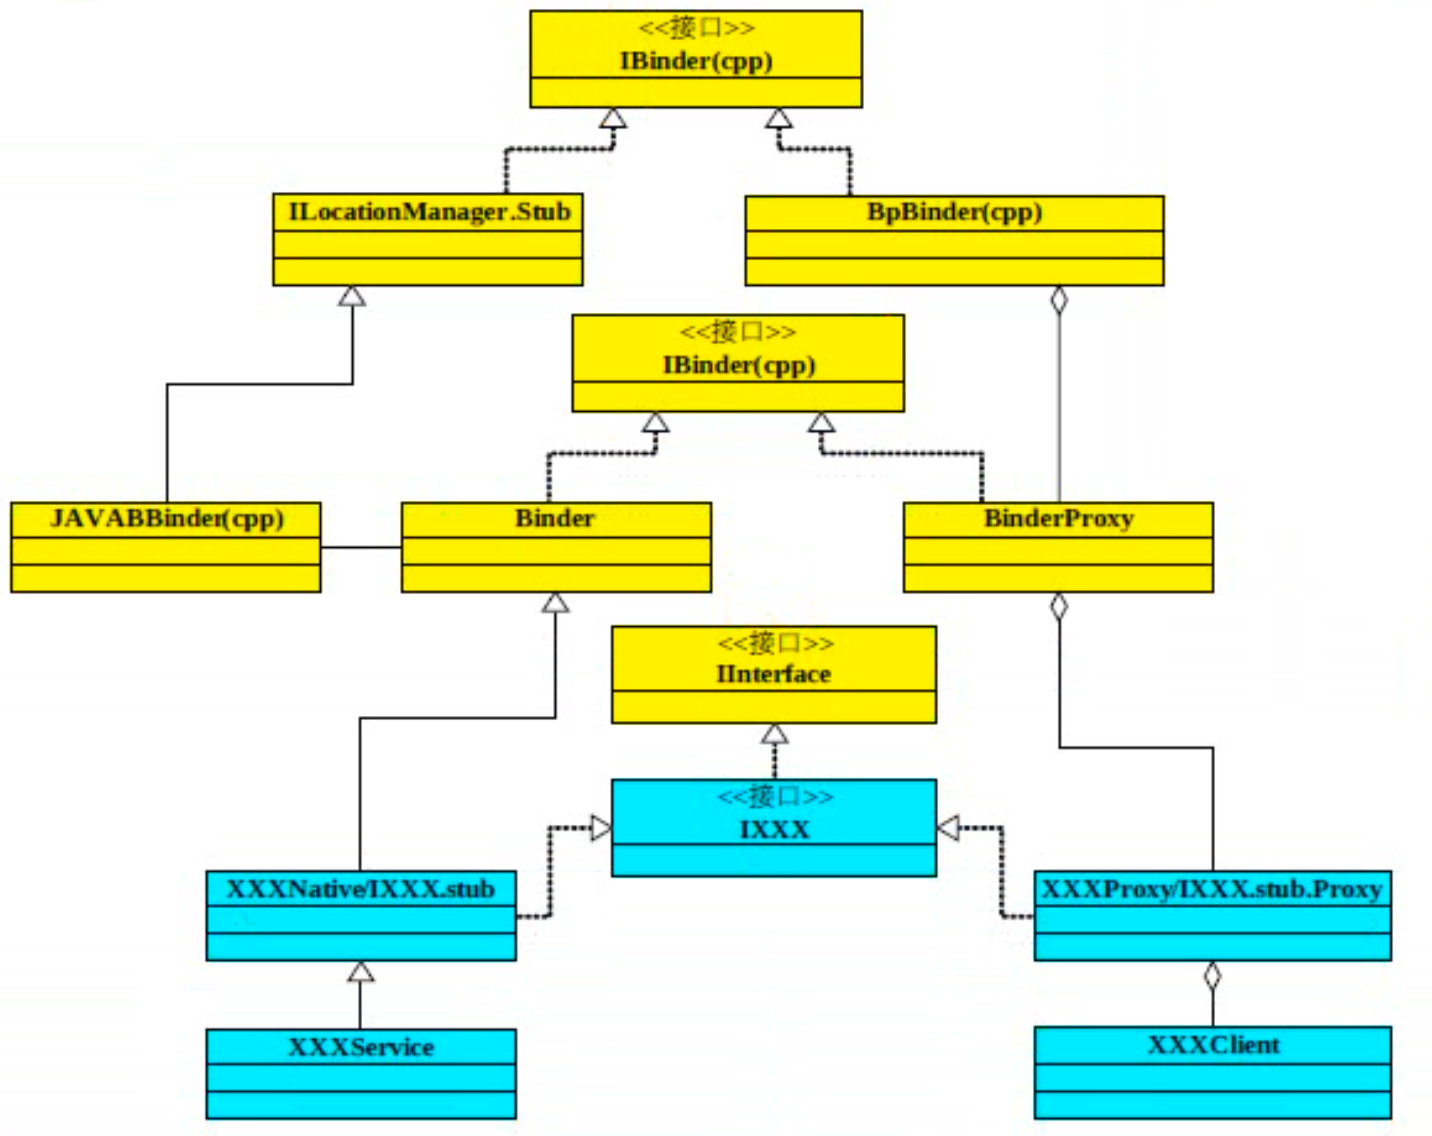 <<接口>>
IBinder(cpp)
ILocationManager.Stub
BpBinder(cpp)
<<接口>>
IBinder(cpp)
JAVABBinder(cpp)
Binder
BinderProxy
<<接口>>
IInterface
<<接口>>
IXXX
XXXNative/IXXX.stub
XXXProxy/IXXX.stub.Proxy
XXXService
XXXClient